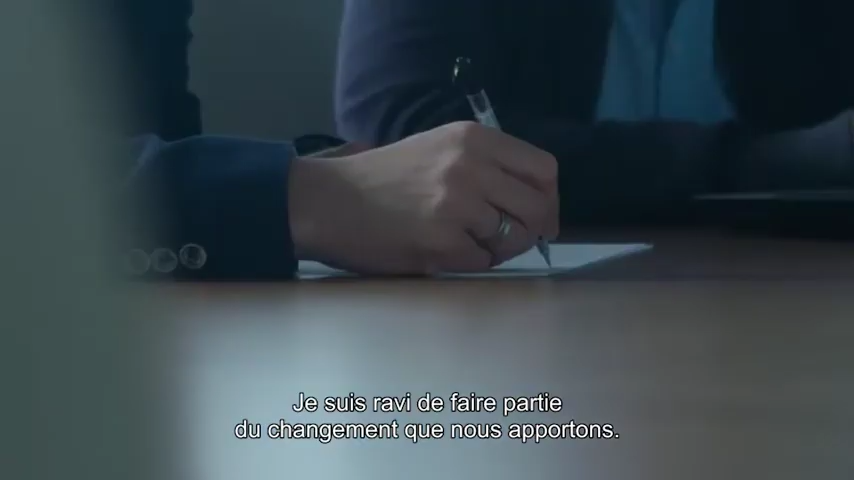 Je suis ravi de faire partie
du changement que nous apportons.